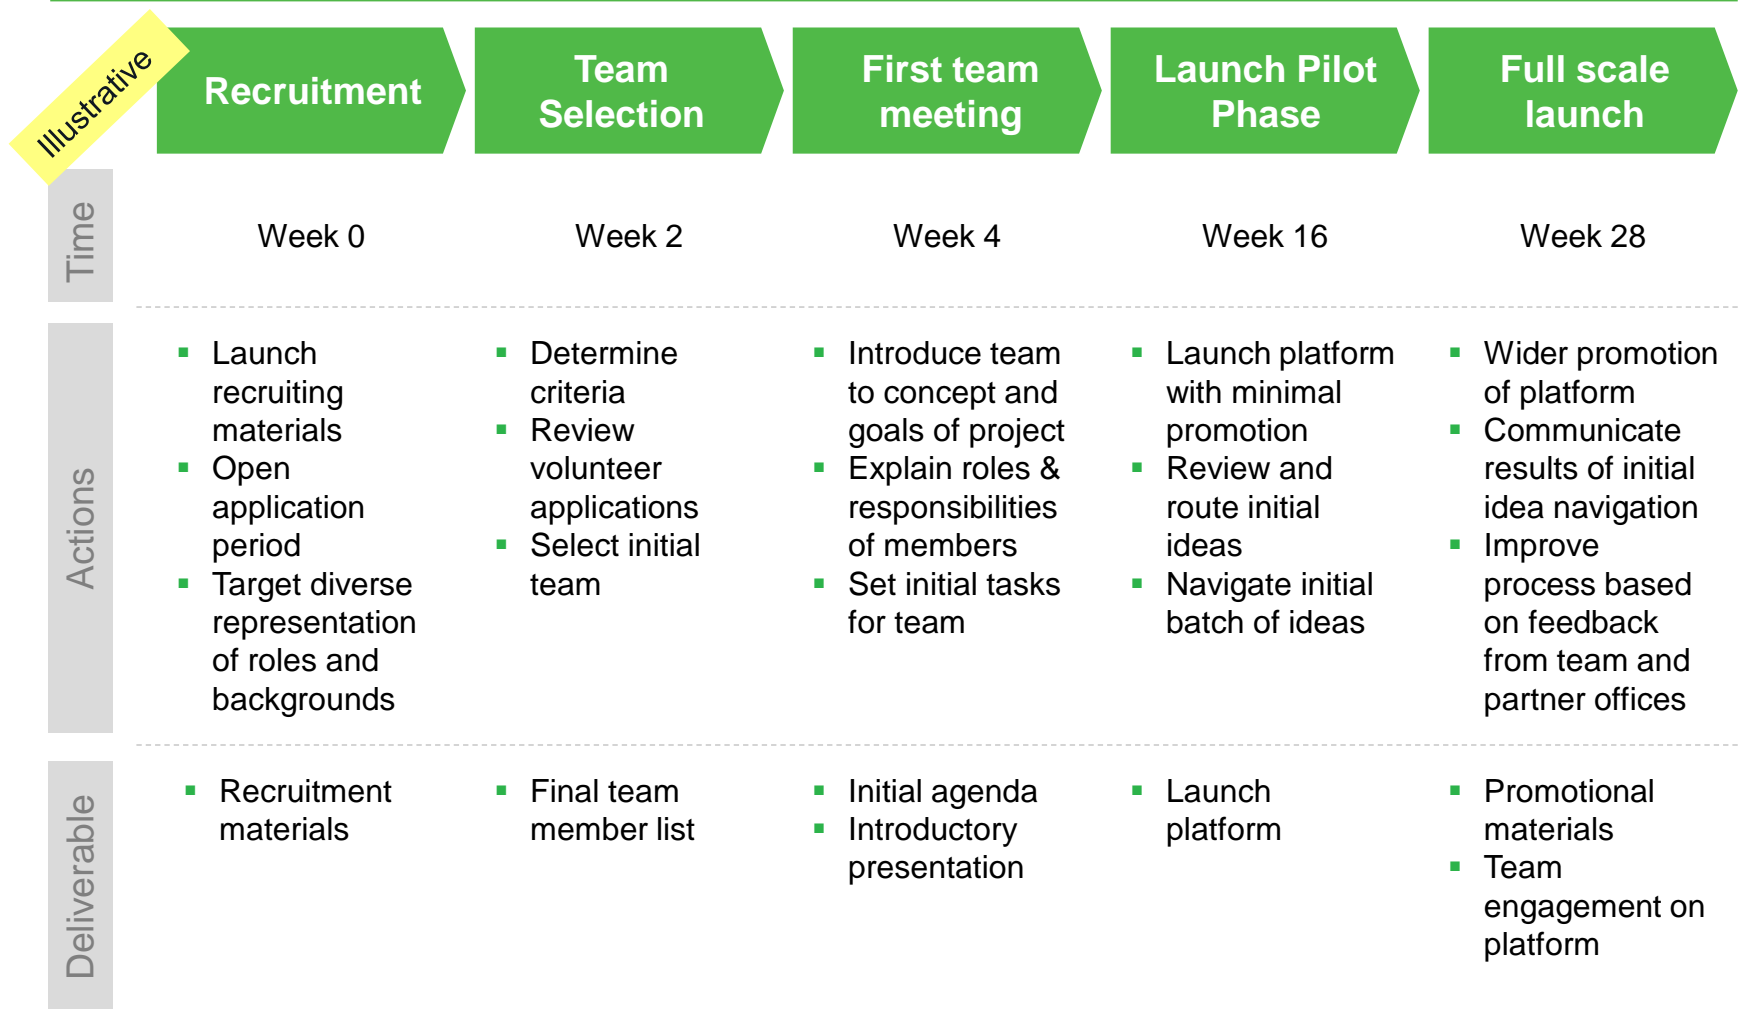 Illustrative
Recruitment
Team
Selection
First team
meeting
Launch Pilot
Phase
Full scale
launch
Time
Week 0
Week 2
Week 4
Week 16
Week 28
Actions
▪ Launch
recruiting
materials
▪ Open
application
period
▪ Target diverse
representation
of roles and
backgrounds
▪ Determine
criteria
▪ Review
volunteer
applications
▪ Select initial
team
▪ Introduce team
to concept and
goals of project
▪ Explain roles &
responsibilities
of members
▪ Set initial tasks
for team
▪ Launch platform
with minimal
promotion
▪ Review and
route initial
ideas
▪ Navigate initial
batch of ideas
▪ Wider promotion
of platform
▪ Communicate
results of initial
idea navigation
▪ Improve
process based
on feedback
from team and
partner offices
Deliverable
▪ Recruitment
materials
▪ Final team
member list
▪ Initial agenda
▪ Introductory
presentation
▪ Launch
platform
▪ Promotional
materials
▪ Team
engagement on
platform